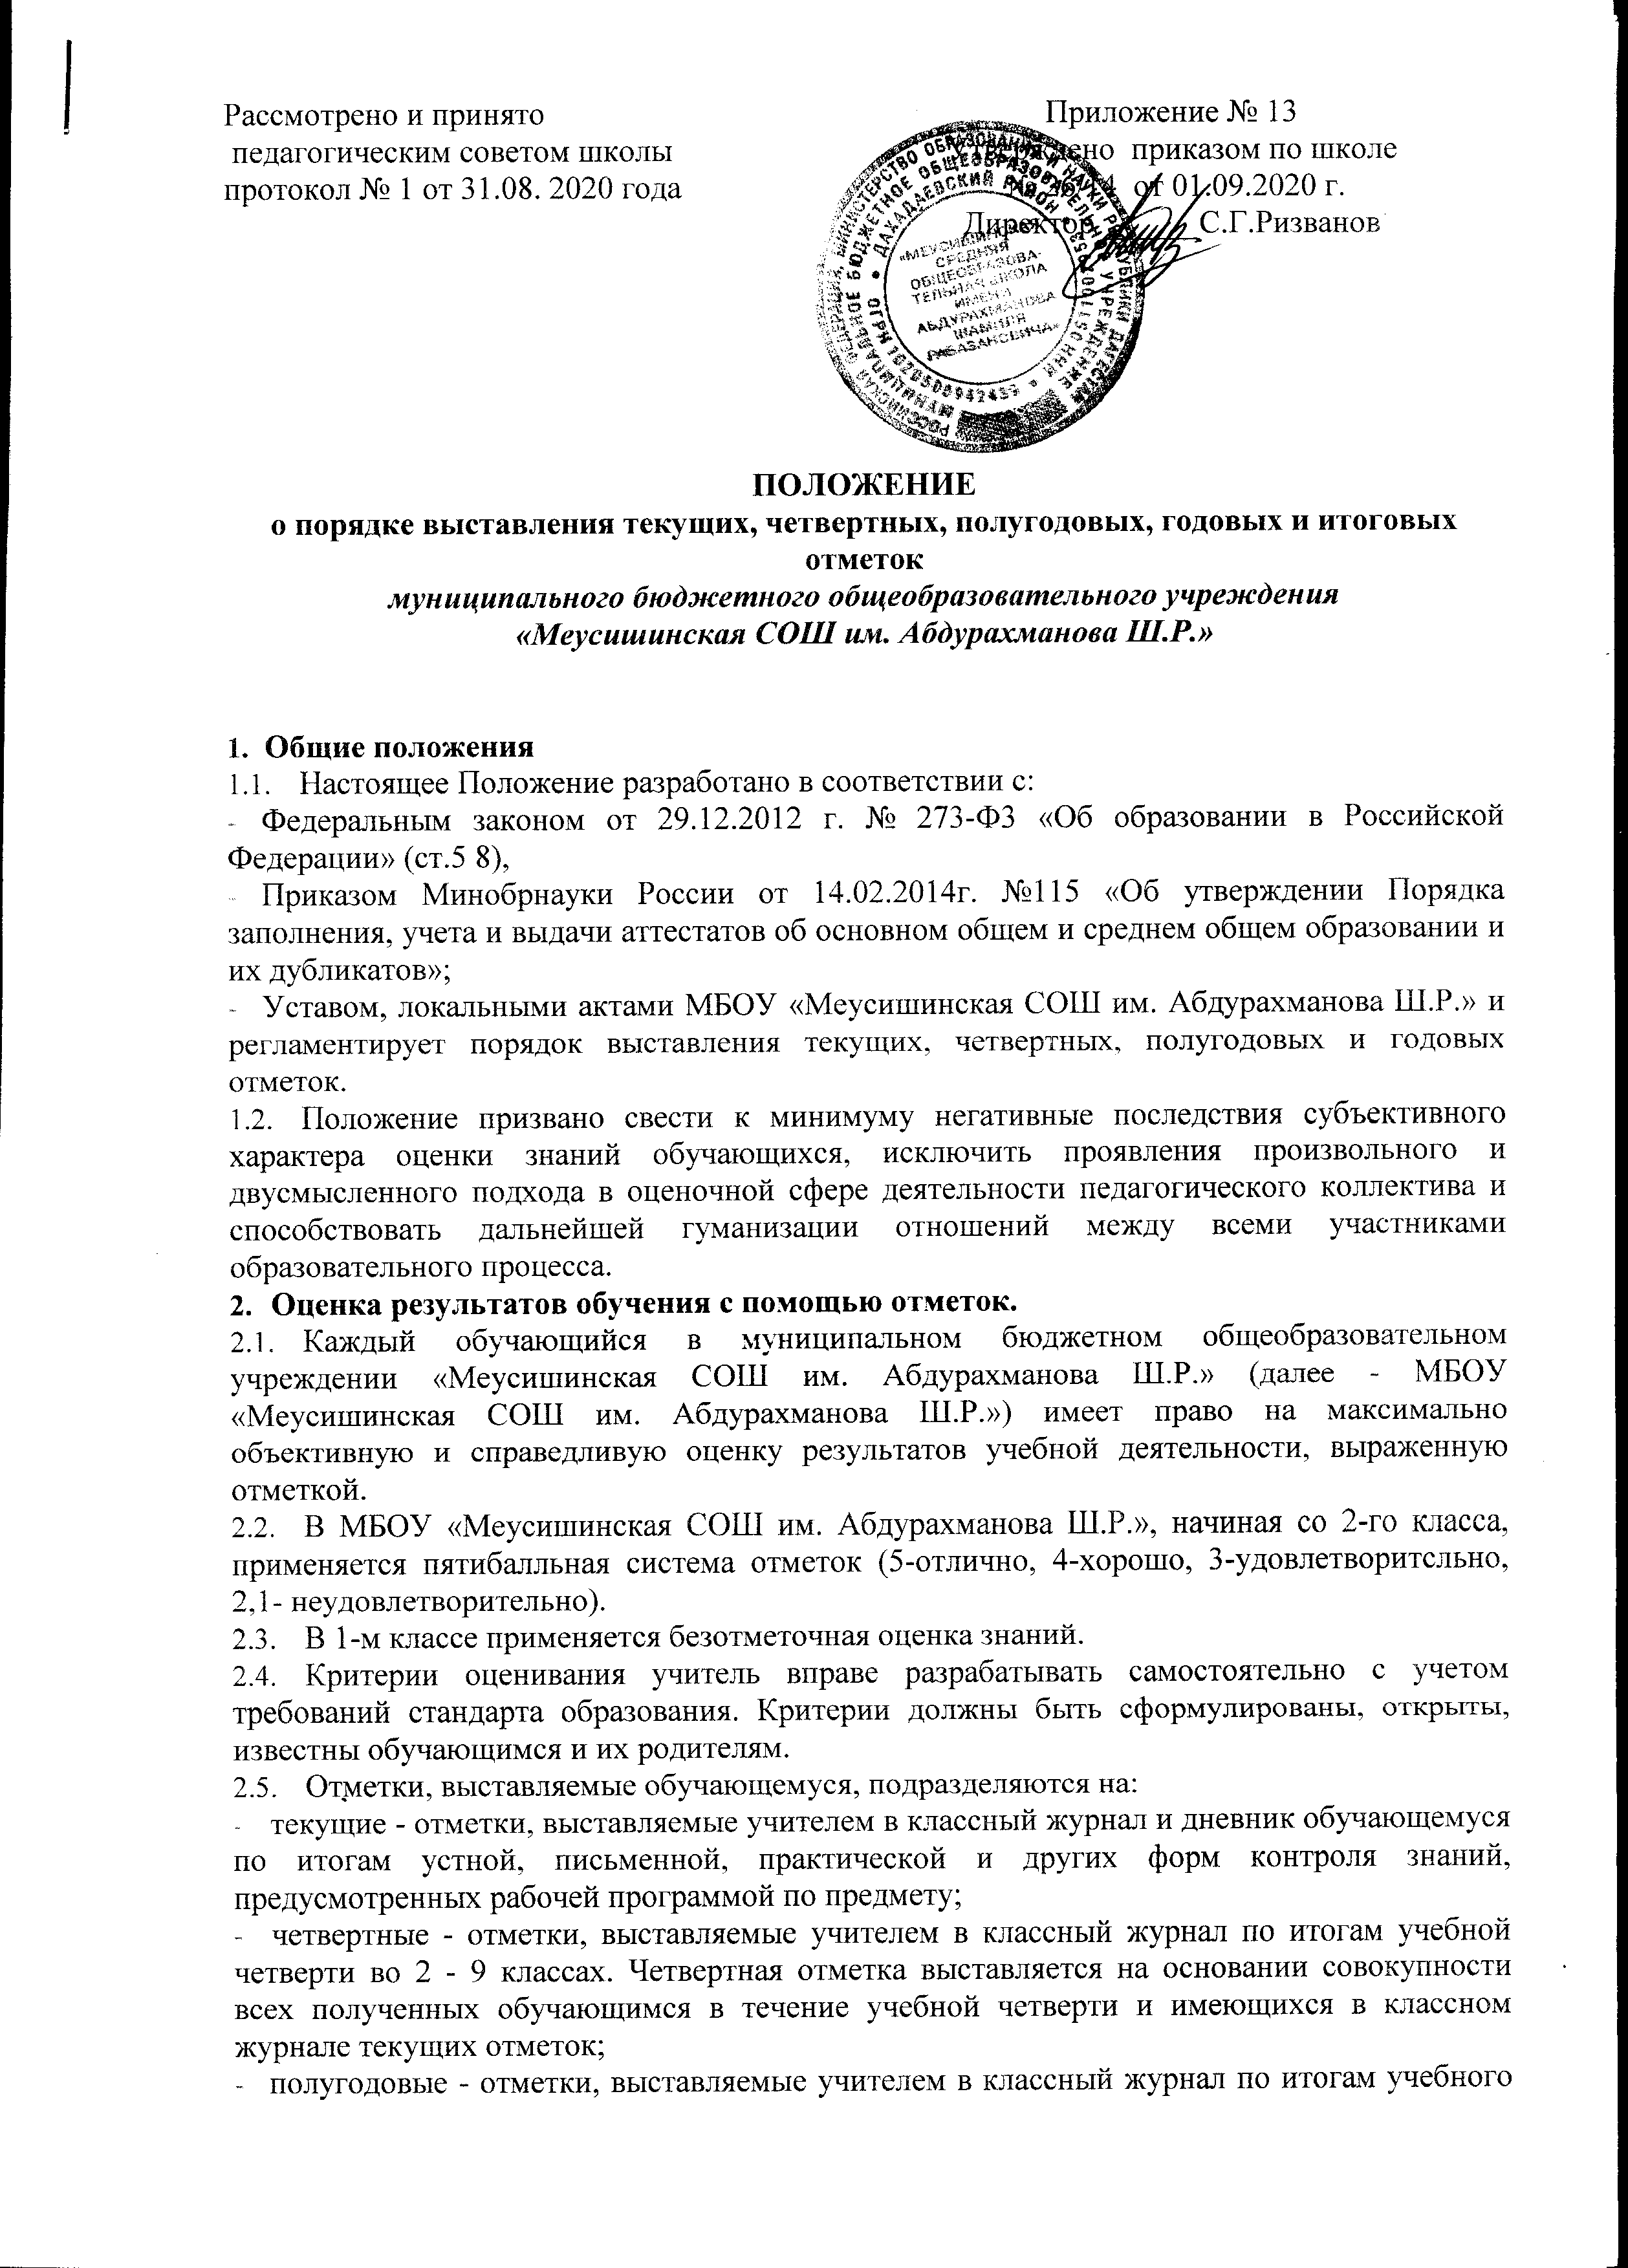 Рассмотрено и принято
педагогическим советом школы
протокол № 1 от 31.08. 2020 года
Приложение № 13
приказом по школе
от 01.09.2020 г.
Директор С.Г.Ризванов
«МЕУСИШИНСКАЯ
СРЕДНЯЯ
ОБЩЕОБРАЗОВА-
ТЕЛЬНАЯ ШКОЛА
ИМЕНИ
АБДУРАХМАНОВА
ШАМИЛЯ
РАБАЗАНОВИЧА»
ДАХАДАЕВСКИЙ РАЙОН
ПОЛОЖЕНИЕ
о порядке выставления текущих, четвертных, полугодовых, годовых и итоговых
отметок
муниципального бюджетного общеобразовательного учреждения
«Меусишинская СОШ им. Абдурахманова Ш.Р.»
1. Общие положения
1.1. Настоящее Положение разработано в соответствии с:
- Федеральным законом от 29.12.2012 г. № 273-ФЗ «Об образовании в Российской
Федерации» (ст.5 8),
- Приказом Минобрнауки России от 14.02.2014г. №115 «Об утверждении Порядка
заполнения, учета и выдачи аттестатов об основном общем и среднем общем образовании и
их дубликатов»;
- Уставом, локальными актами МБОУ «Меусишинская СОШ им. Абдурахманова Ш.Р.» и
регламентирует порядок выставления текущих, четвертных, полугодовых и годовых
отметок.
1.2. Положение призвано свести к минимуму негативные последствия субъективного
характера оценки знаний обучающихся, исключить проявления произвольного и
двусмысленного подхода в оценочной сфере деятельности педагогического коллектива и
способствовать дальнейшей гуманизации отношений между всеми участниками
образовательного процесса.
2. Оценка результатов обучения с помощью отметок.
2.1. Каждый обучающийся в муниципальном бюджетном общеобразовательном
учреждении «Меусишинская СОШ им. Абдурахманова Ш.Р.» (далее - МБОУ
«Меусишинская СОШ им. Абдурахманова Ш.Р.») имеет право на максимально
объективную и справедливую оценку результатов учебной деятельности, выраженную
отметкой.
2.2. В МБОУ «Меусишинская СОШ им. Абдурахманова Ш.Р.», начиная со 2-го класса,
применяется пятибалльная система отметок (5-отлично, 4-хорошо, 3-удовлетворительно,
2,1- неудовлетворительно).
2.3. В 1-м классе применяется безотметочная оценка знаний.
2.4. Критерии оценивания учитель вправе разрабатывать самостоятельно с учетом
требований стандарта образования. Критерии должны быть сформулированы, открыты,
известны обучающимся и их родителям.
2.5. Отметки, выставляемые обучающемуся, подразделяются на:
- текущие - отметки, выставляемые учителем в классный журнал и дневник обучающемуся
по итогам устной, письменной, практической и других форм контроля знаний,
предусмотренных рабочей программой по предмету;
- четвертные - отметки, выставляемые учителем в классный журнал по итогам учебной
четверти во 2 - 9 классах. Четвертная отметка выставляется на основании совокупности
всех полученных обучающимся в течение учебной четверти и имеющихся в классном
журнале текущих отметок;
- полугодовые - отметки, выставляемые учителем в классный журнал по итогам учебного